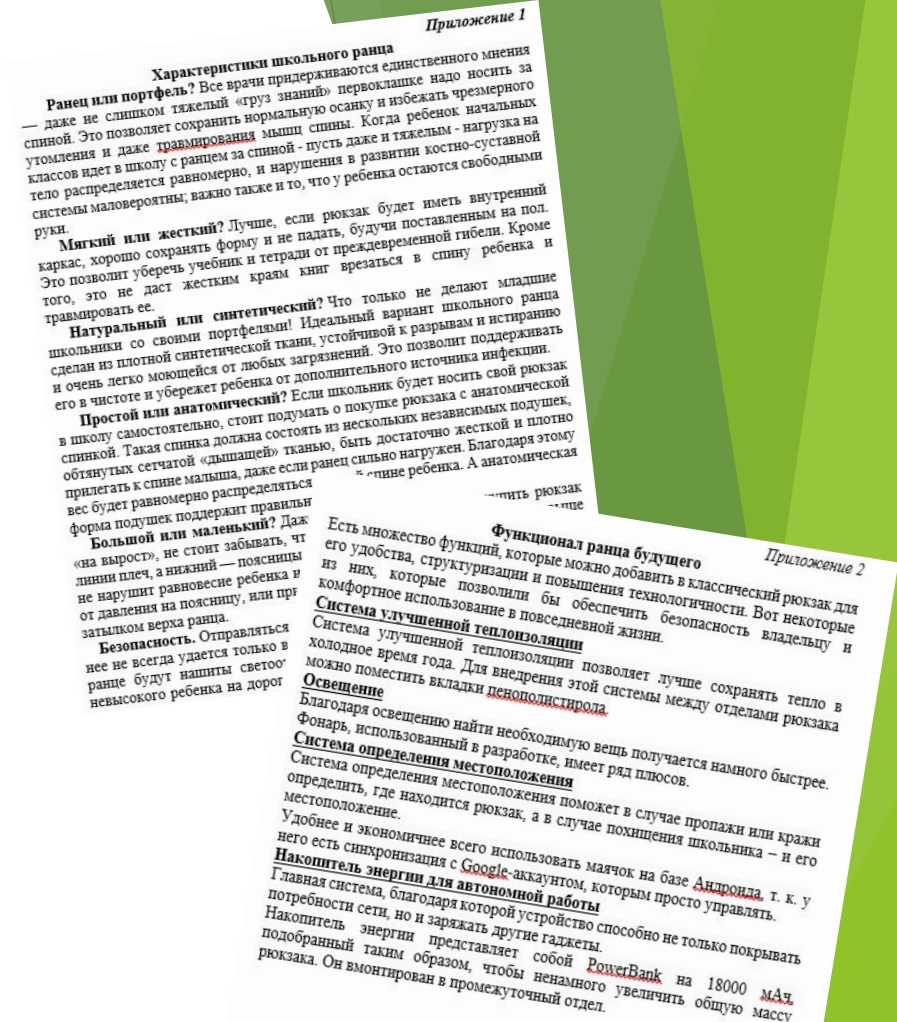 Приложение 1
Характеристики школьного ранца
Ранец или портфель? Все врачи придерживаются единственного мнения
— даже не слишком тяжелый «груз знаний» первоклашке надо носить за
спиной. Это позволяет сохранить нормальную осанку и избежать чрезмерного
утомления и даже травмирования мышц спины. Когда ребенок начальных
классов идет в школу с ранцем за спиной - пусть даже и тяжелым - нагрузка на
тело распределяется равномерно, и нарушения в развитии костно-суставной
системы маловероятны; важно также и то, что у ребенка остаются свободными
руки.
Мягкий или жесткий? Лучше, если рюкзак будет иметь внутренний
каркас, хорошо сохранять форму и не падать, будучи поставленным на пол.
Это позволит уберечь учебник и тетради от преждевременной гибели. Кроме
того, это не даст жестким краям книг врезаться в спину ребенка и
травмировать ее.
Натуральный или синтетический? Что только не делают младшие
школьники со своими портфелями! Идеальный вариант школьного ранца
сделан из плотной синтетической ткани, устойчивой к разрывам и истиранию
и очень легко моющейся от любых загрязнений. Это позволит поддерживать
его в чистоте и убережет ребенка от дополнительного источника инфекции.
Простой или анатомический? Если школьник будет носить свой рюкзак
в школу самостоятельно, стоит подумать о покупке рюкзака с анатомической
спинкой. Такая спинка должна состоять из нескольких независимых подушек,
обтянутых сетчатой «дышащей» тканью, быть достаточно жесткой и плотно
прилегать к спине малыша, даже если ранец сильно нагружен. Благодаря этому
вес будет равномерно распределяться спине ребенка. А анатомическая
форма подушек поддержит
Большой или маленький? рюкзак
«на вырост», не стоит забывать,
линии плеч, а нижний — поясницы
не нарушит равновесие ребенка
от давления на поясницу, или
затылком верха ранца.
Безопасность. Отправляться
нее не всегда удается только
ранце будут нашиты
невысокого ребенка на
Приложение 2
Функционал ранца будущего
Есть множество функций, которые можно добавить в классический рюкзак для
его удобства, структуризации и повышения технологичности. Вот некоторые
из них, которые позволили бы обеспечить безопасность владельцу и
комфортное использование в повседневной жизни.
Система улучшенной теплоизоляции
Система улучшенной теплоизоляции позволяет лучше сохранять тепло в
холодное время года. Для внедрения этой системы между отделами рюкзака
можно поместить вкладки пенополистирола.
Освещение
Благодаря освещению найти необходимую вещь получается намного быстрее.
Фонарь, использованный в разработке, имеет ряд плюсов.
Система определения местоположения
Система определения местоположения поможет в случае пропажи или кражи
определить, где находится рюкзак, а в случае похищения школьника – и его
местоположение.
Удобнее и экономичнее всего использовать маячок на базе Андроида, т. к. у
него есть синхронизация с Google-аккаунтом, которым просто управлять.
Накопитель энергии для автономной работы
Главная система, благодаря которой устройство способно не только покрывать
потребности сети, но и заряжать другие гаджеты.
Накопитель энергии представляет собой PowerBank на 18000 мАч,
подобранный таким образом, чтобы ненамного увеличить общую массу
рюкзака. Он вмонтирован в промежуточный отдел.